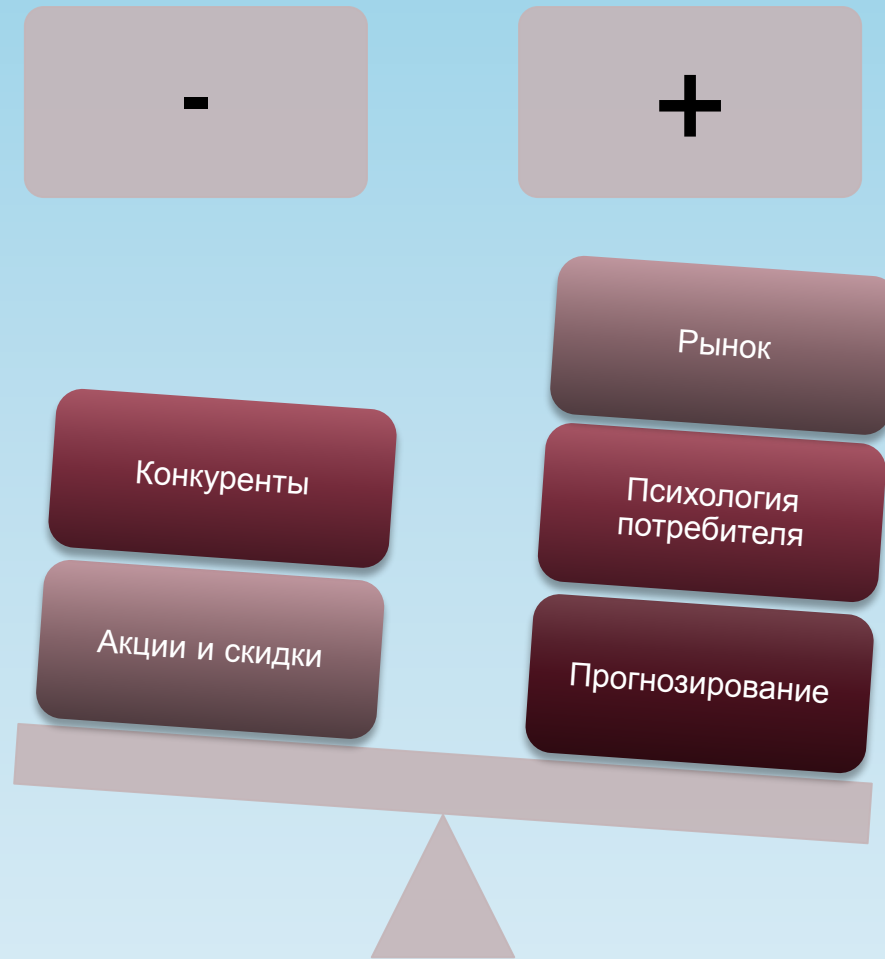 -
+
Конкуренты
Акции и скидки
Рынок
Психология
потребителя
Прогнозирование